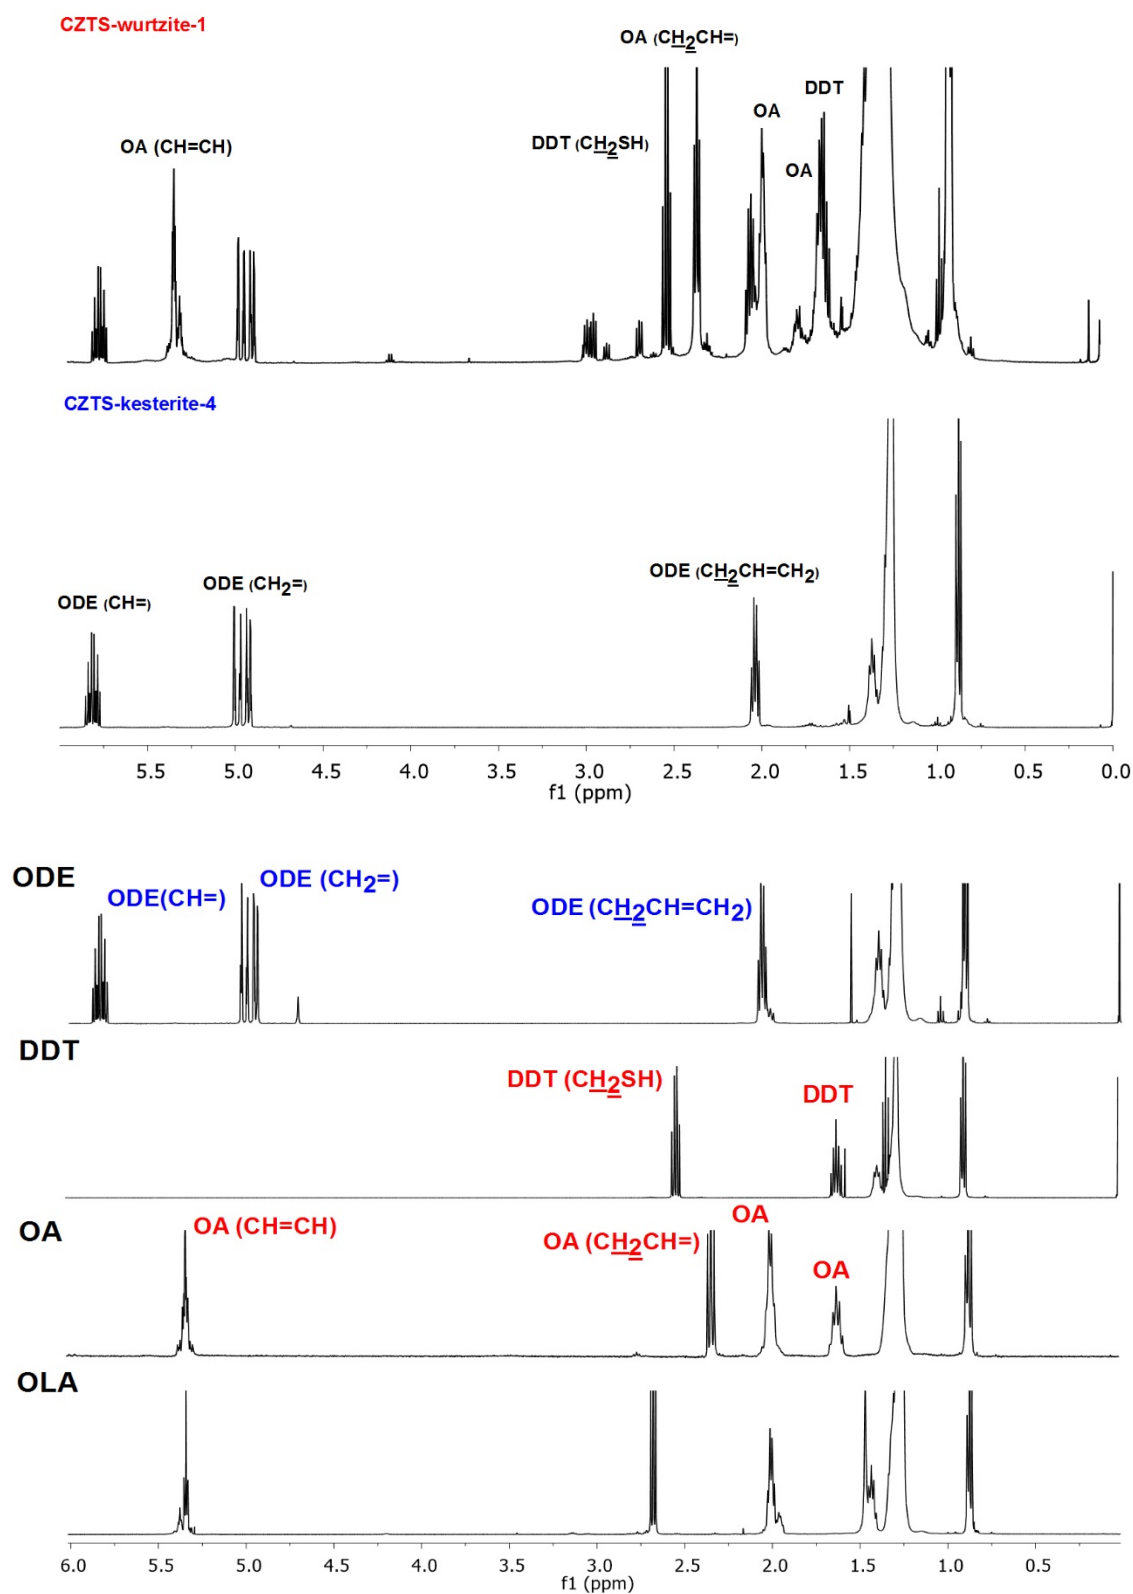 CZTS-wurtzite-1
OA (CH2CH=)
DDT
OA
OA (CH=CH)
DDT (CH2SH)
OA
CZTS-kesterite-4
ODE (CH2CH=CH2)
ODE (CH2=)
ODE (CH=)
5.5 5.0 4.5 4.0 3.5 3.0 2.5 2.0 1.5 1.0 0.5 0.0
f1 (ppm)
ODE
ODE(CH=)
ODE (CH2=)
ODE (CH2CH=CH2)
DDT
DDT (CH2SH)
DDT
OA
OA (CH=CH)
OA (CH2CH=)
OA
OA
OLA
6.0 5.5 5.0 4.5 4.0 3.5 3.0 2.5 2.0 1.5 1.0 0.5
f1 (ppm)